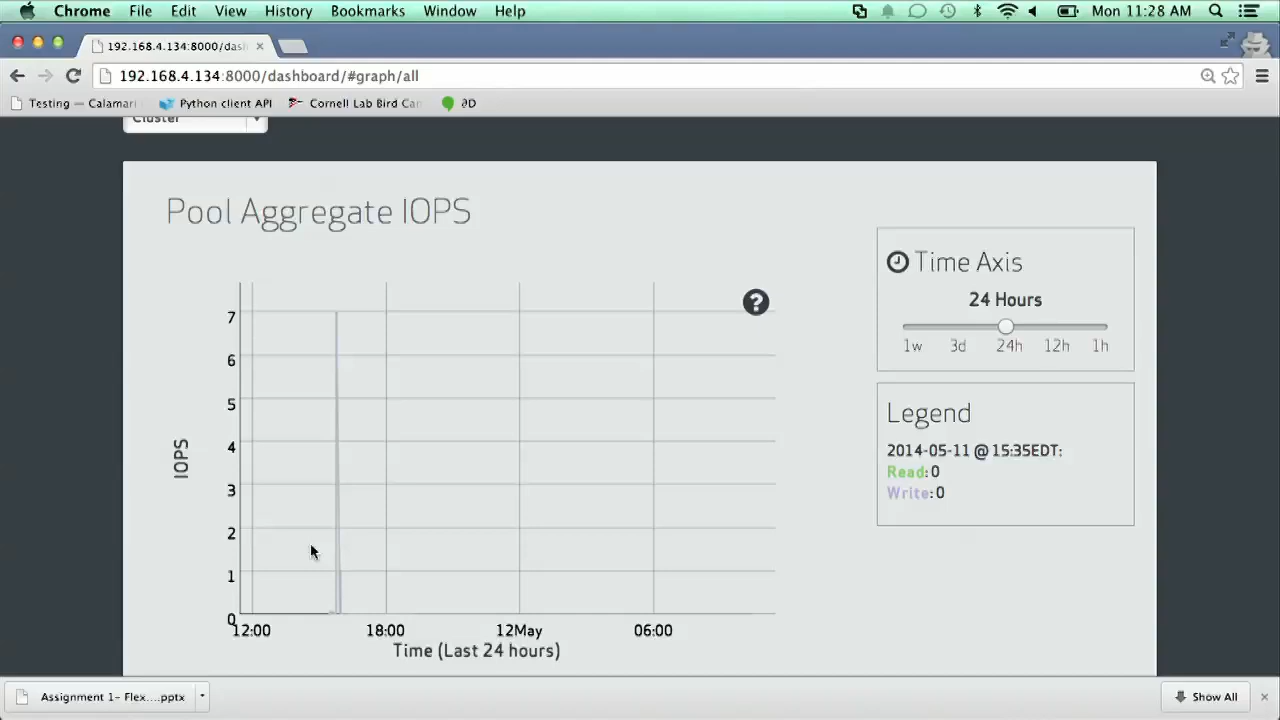 Chrome File Edit View History Bookmarks Window Help Mon 11:28 AM
192.168.4.134:8000/dash
192.168.4.134:8000/dashboard/#graph/all
Testing — Calamari Python client API Cornell Lab Bird Can ƏD
Cluster
Pool Aggregate IOPS
Time Axis
24 Hours
1w 3d 24h 12h 1h
Legend
2014-05-11 @ 15:35EDT:
Read: 0
Write: 0
?
7
6
5
4
3
2
1
0
IOPS
12:00 18:00 12May 06:00
Time (Last 24 hours)
Assignment 1- Flex....pptx Show All